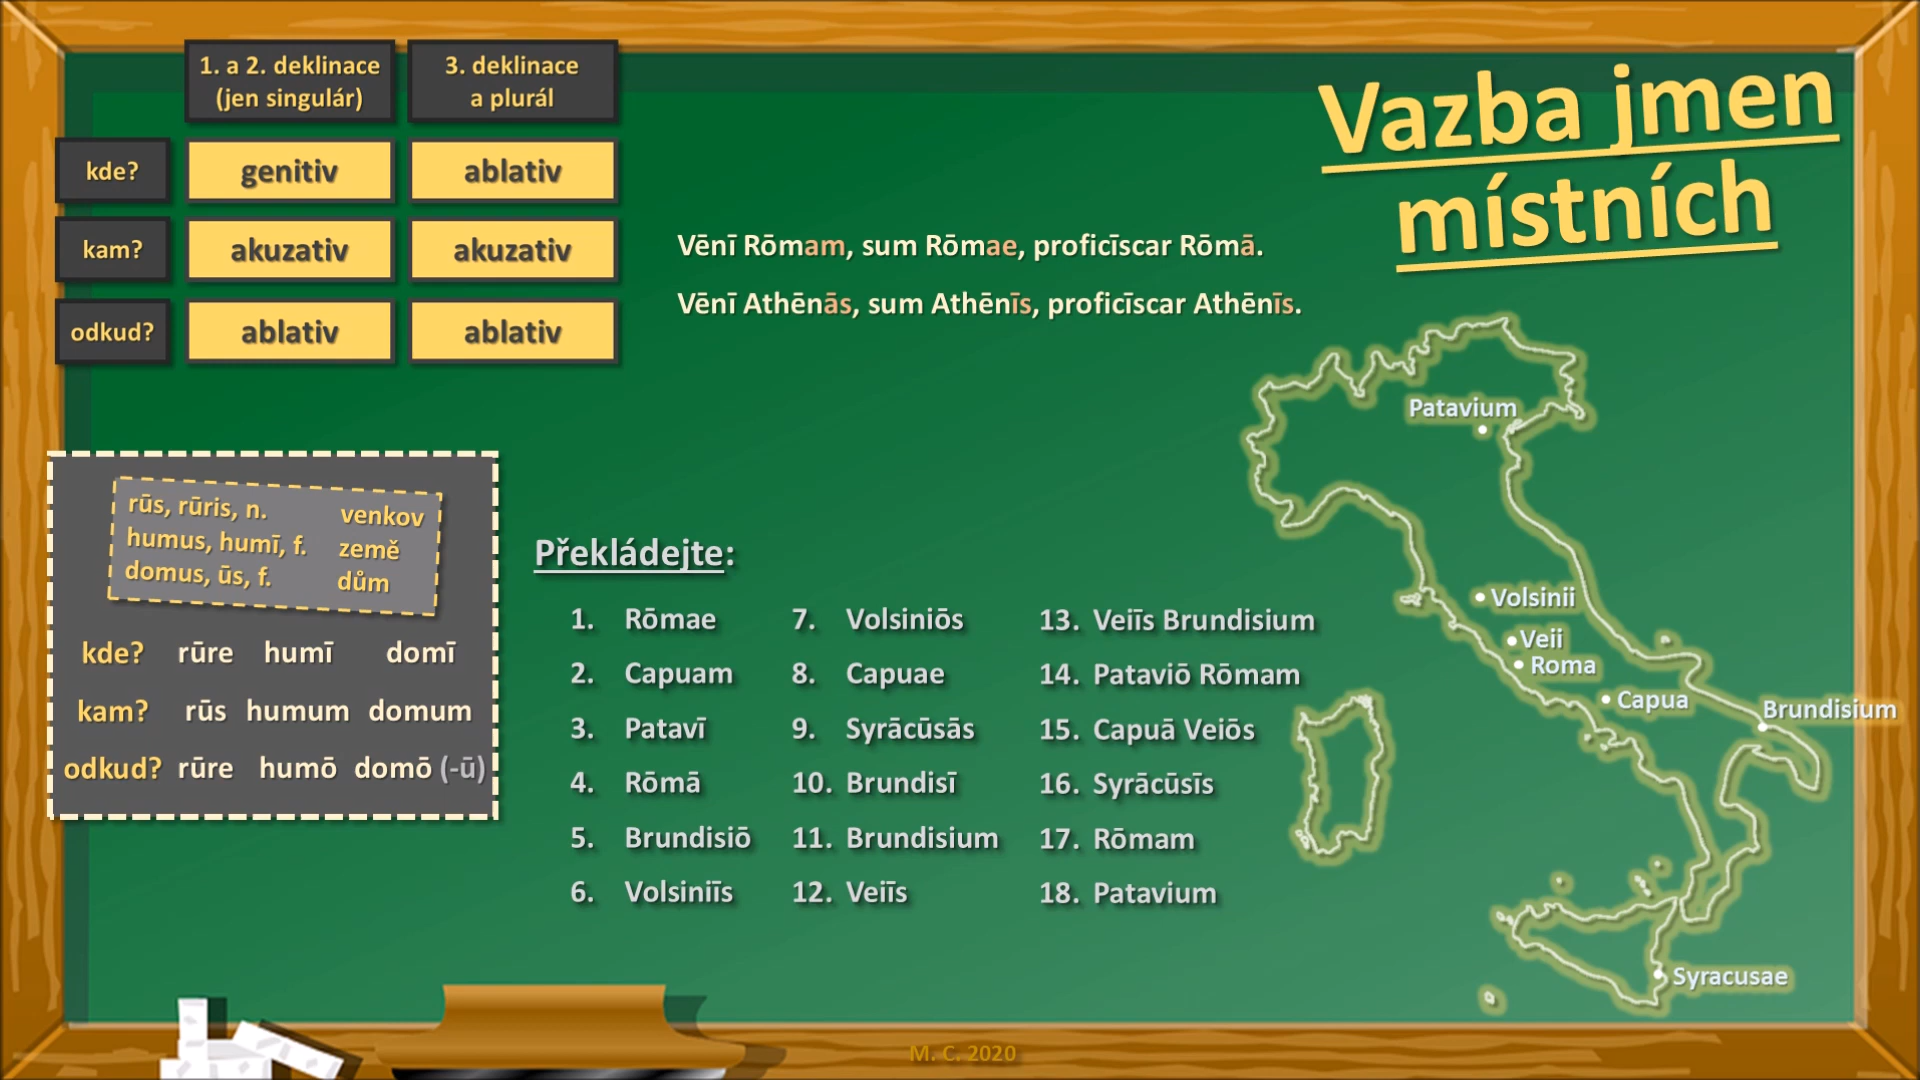 Vazba jmen
místních
1. a 2. deklinace
(jen singulár)
3. deklinace
a plurál
kde? genitiv ablativ
kam? akuzativ akuzativ
odkud? ablativ ablativ
Vēnī Rōmam, sum Rōmae, proficīscar Rōmā.
Vēnī Athēnās, sum Athēnīs, proficīscar Athēnīs.
rūs, rūris, n. venkov
humus, humī, f. země
domus, ūs, f. dům
kde? rūre humī domī
kam? rūs humum domum
odkud? rūre humō domō (-ū)
Překládejte:
1. Rōmae
2. Capuam
3. Patavī
4. Rōmā
5. Brundisiō
6. Volsiniīs
7. Volsiniōs
8. Capuae
9. Syrācūsās
10. Brundisī
11. Brundisium
12. Veiīs
13. Veiīs Brundisium
14. Pataviō Rōmam
15. Capuā Veiōs
16. Syrācūsīs
17. Rōmam
18. Patavium
Patavium
Volsinii
Veii
Roma
Capua
Brundisium
Syracusae
M. C. 2020